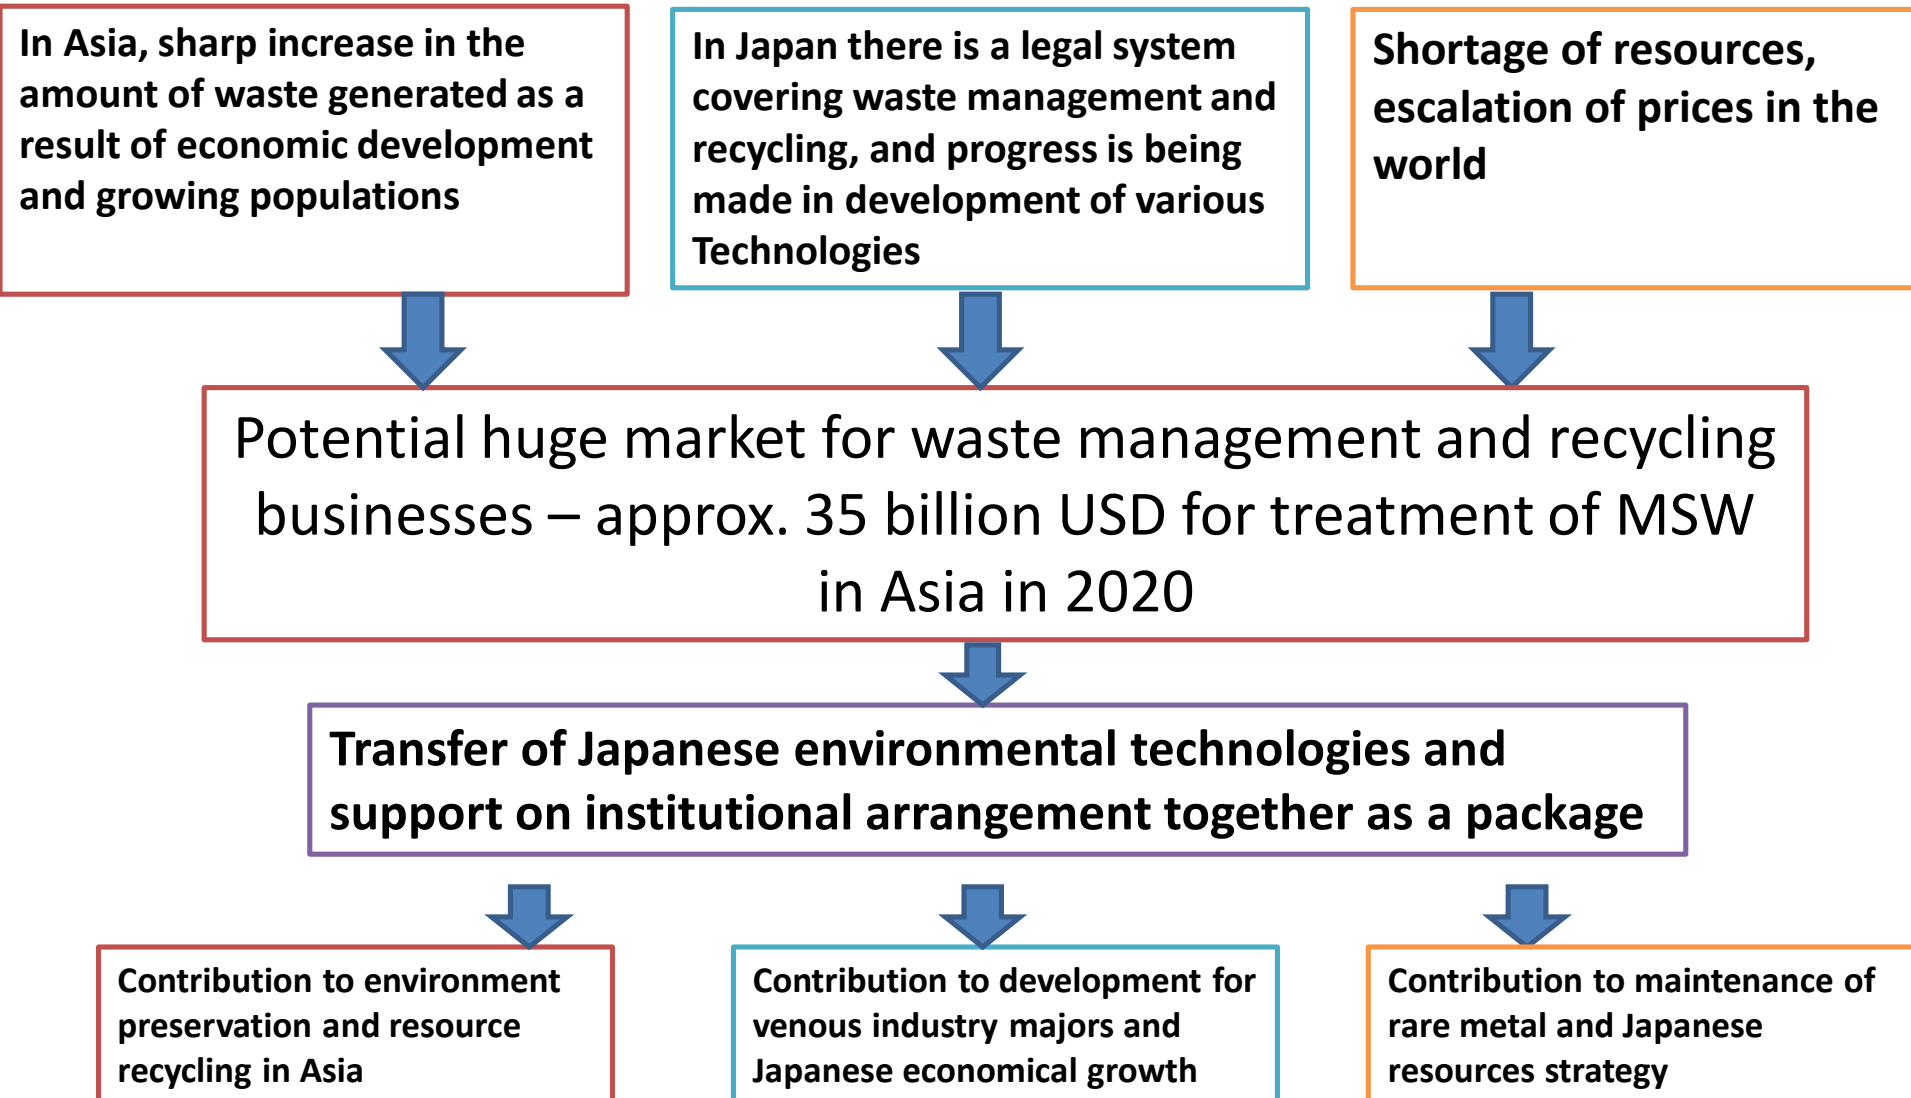 In Asia, sharp increase in the
amount of waste generated as a
result of economic development
and growing populations
In Japan there is a legal system
covering waste management and
recycling, and progress is being
made in development of various
Technologies
Shortage of resources,
escalation of prices in the
world
Potential huge market for waste management and recycling
businesses – approx. 35 billion USD for treatment of MSW
in Asia in 2020
Transfer of Japanese environmental technologies and
support on institutional arrangement together as a package
Contribution to environment
preservation and resource
recycling in Asia
Contribution to development for
venous industry majors and
Japanese economical growth
Contribution to maintenance of
rare metal and Japanese
resources strategy